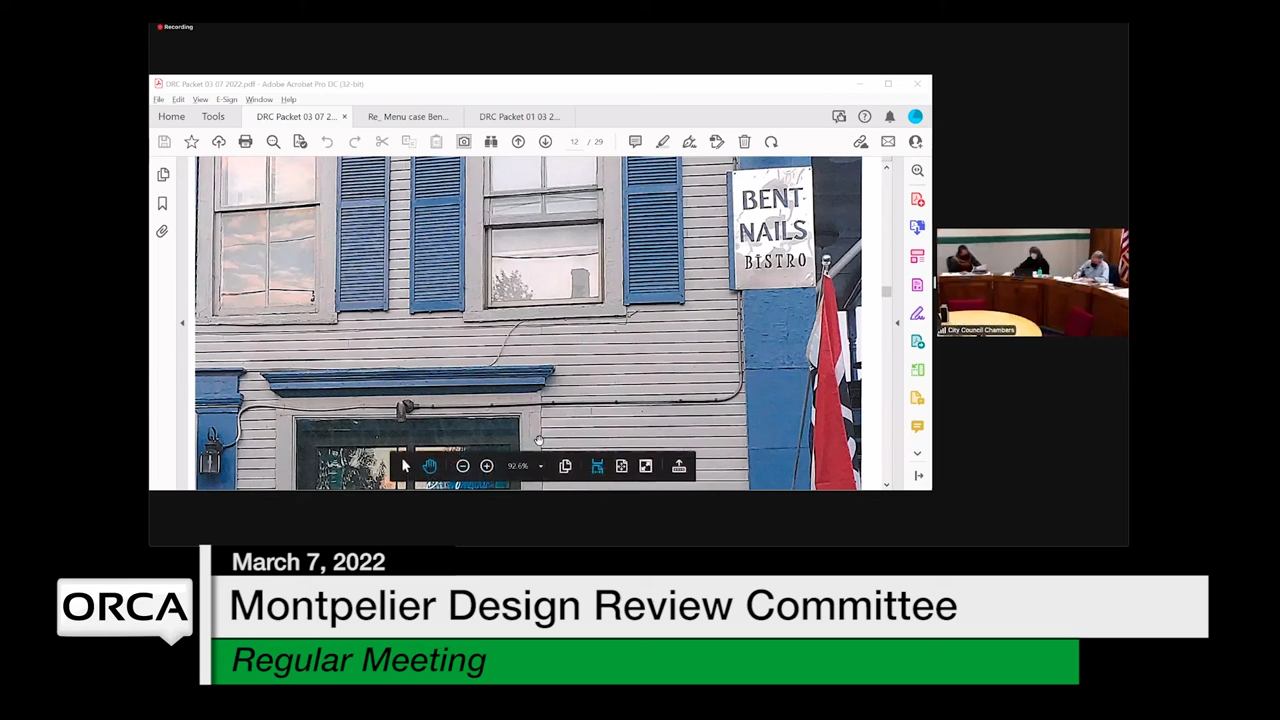 Recording
DRC Packet 03 07 2022.pdf - Adobe Acrobat Pro DC (32-bit)
File Edit View E-Sign Window Help
Home Tools DRC Packet 03 07 2... × Re_ Menu case Ben... DRC Packet 01 03 2...
12 / 29
BENT
NAILS
BISTRO
City Council Chambers
92.6%
March 7, 2022
ORCA
Montpelier Design Review Committee
Regular Meeting